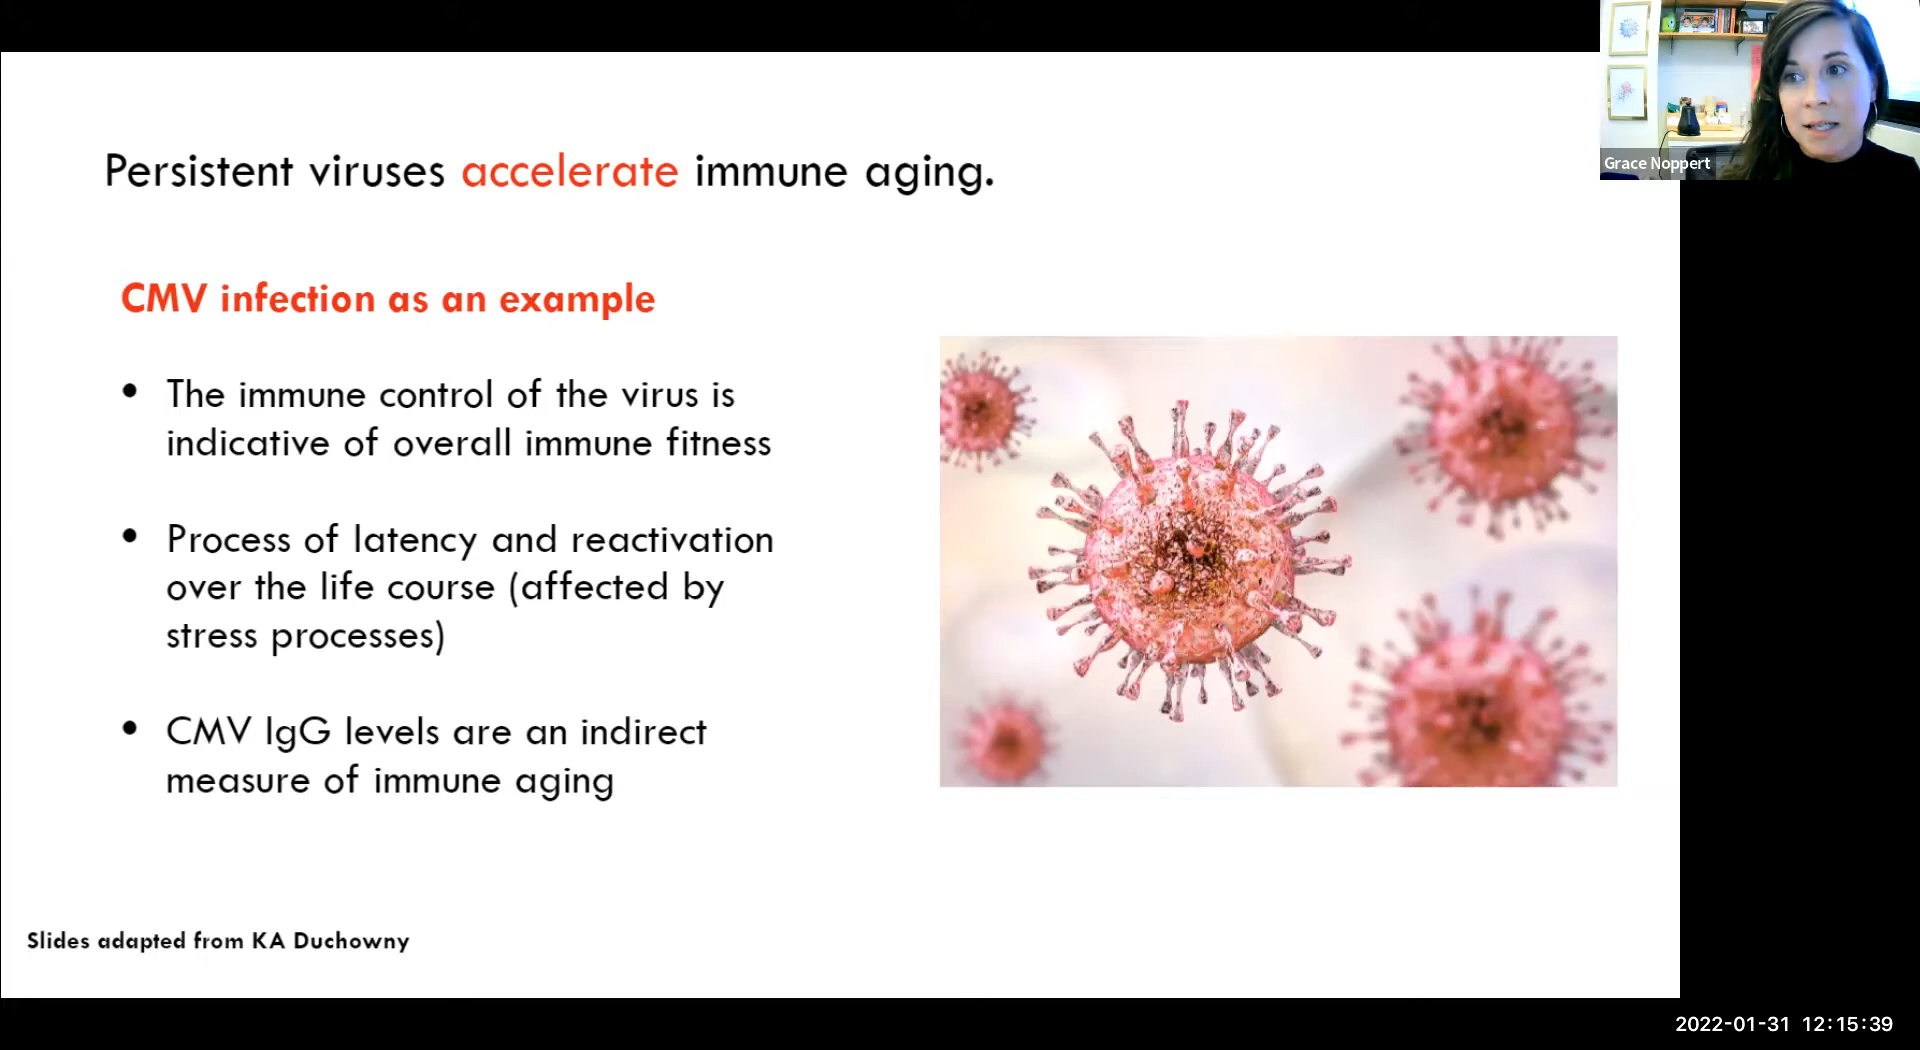 Persistent viruses accelerate immune aging.
CMV infection as an example
• The immune control of the virus is
indicative of overall immune fitness
• Process of latency and reactivation
over the life course (affected by
stress processes)
• CMV IgG levels are an indirect
measure of immune aging
Slides adapted from KA Duchowny
Grace Noppert
2022-01-31 12:15:39